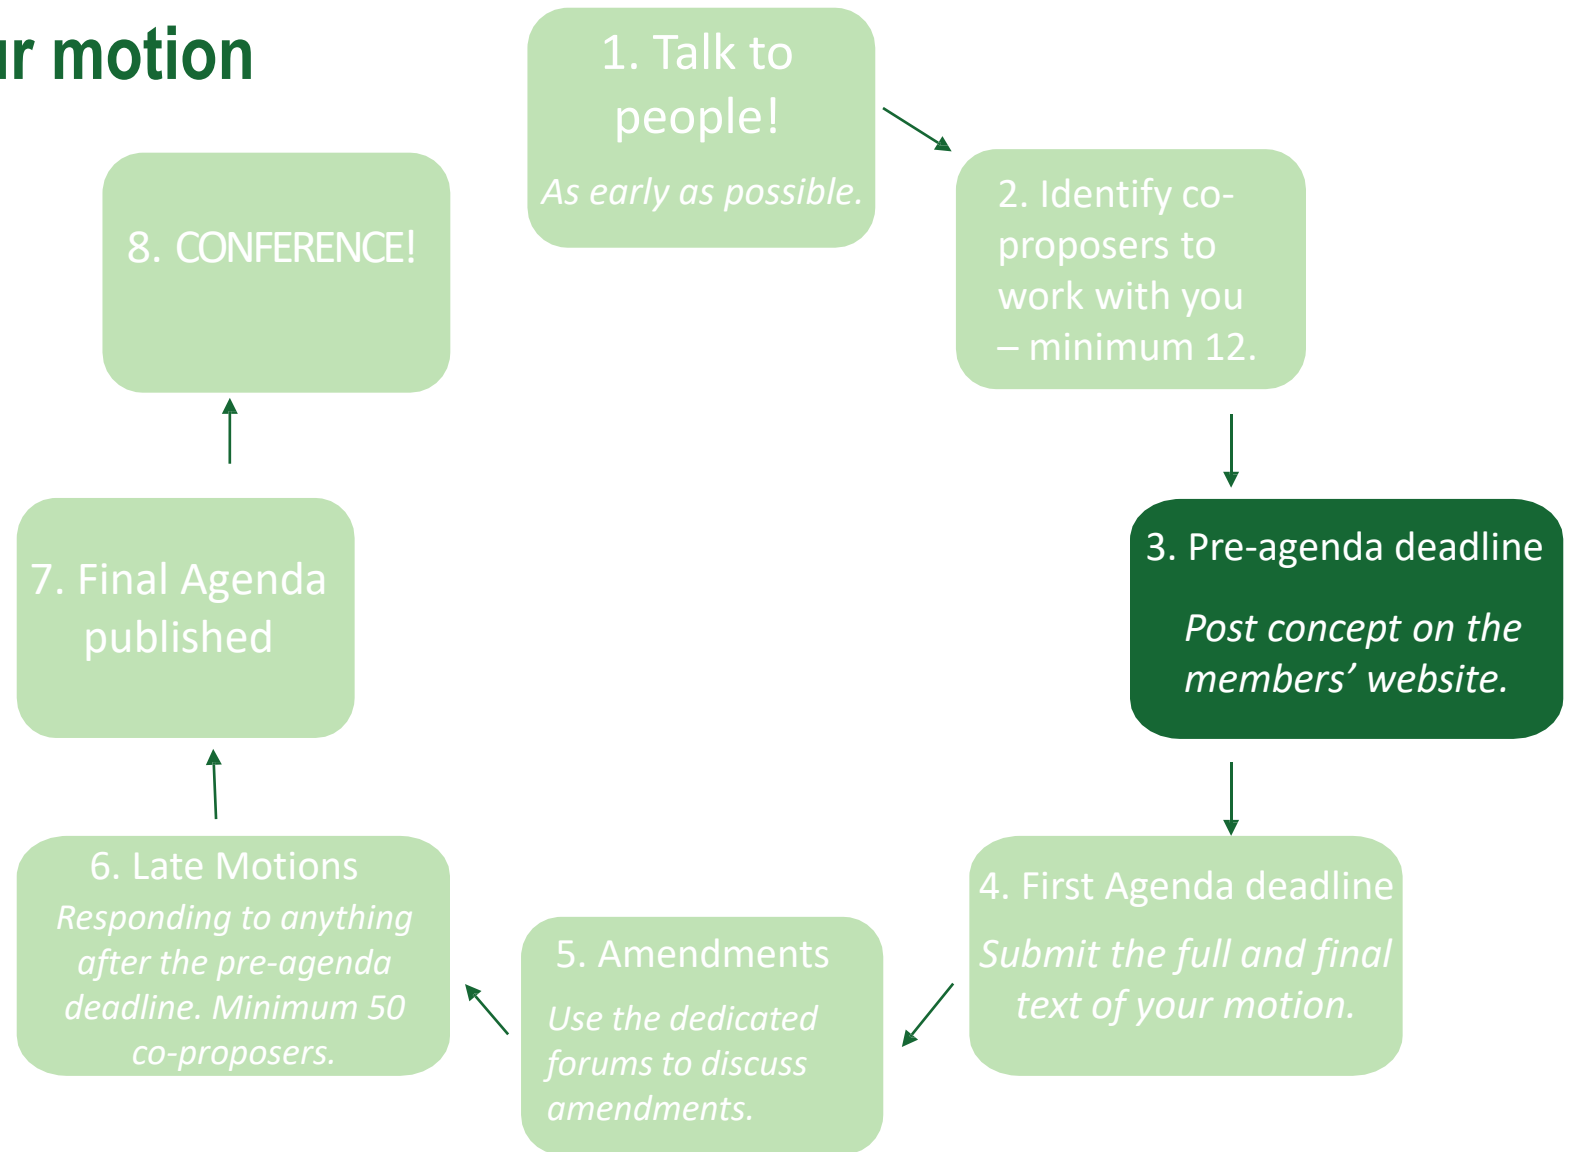 ur motion
1. Talk to
people!
As early as possible.
2. Identify co-
proposers to
work with you
– minimum 12.
3. Pre-agenda deadline
Post concept on the
members’ website.
4. First Agenda deadline
Submit the full and final
text of your motion.
5. Amendments
Use the dedicated
forums to discuss
amendments.
6. Late Motions
Responding to anything
after the pre-agenda
deadline. Minimum 50
co-proposers.
7. Final Agenda
published
8. CONFERENCE!